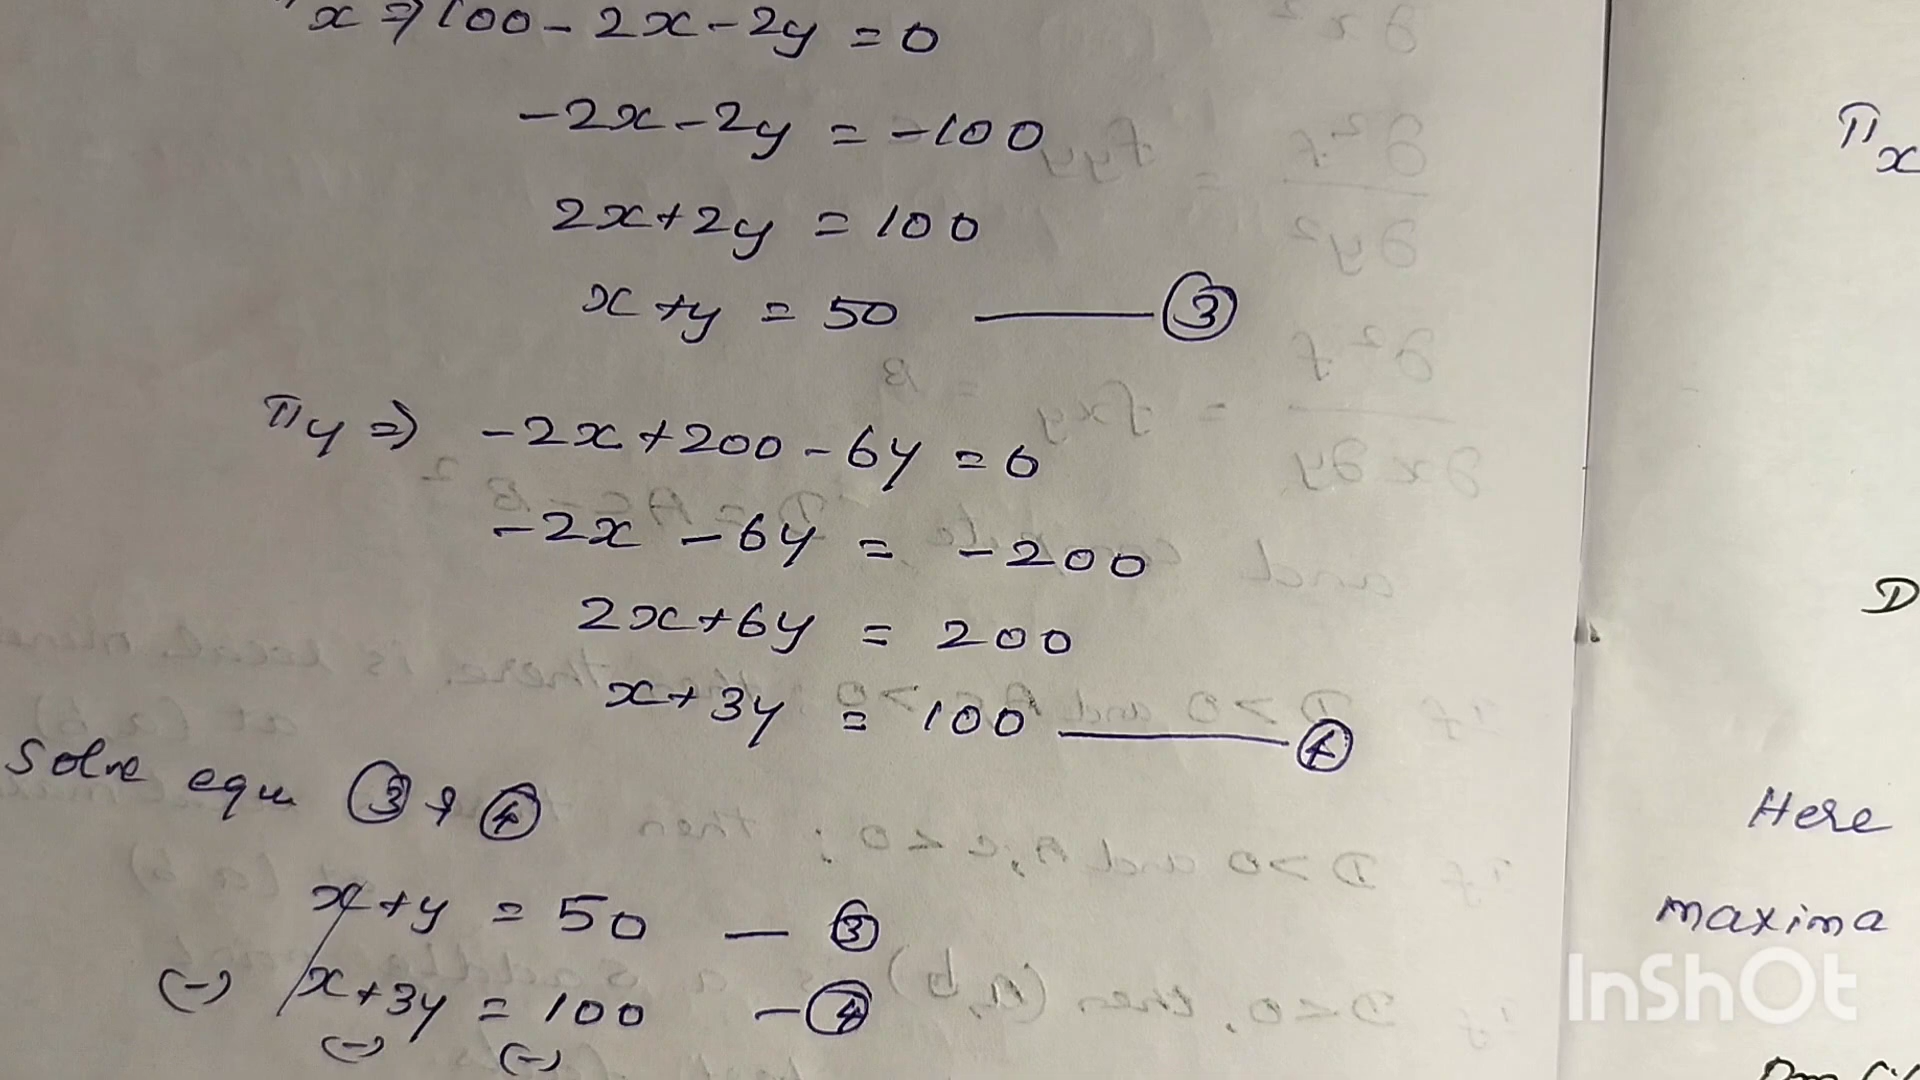 πx ⇒ 100 - 2x - 2y = 0
-2x - 2y = -100
2x + 2y = 100
x + y = 50 —— ③
πy ⇒ -2x + 200 - 6y = 0
-2x - 6y = -200
2x + 6y = 200
x + 3y = 100 —— ④
Solve equ ③ & ④
x + y = 50 — ③
(-) x + 3y = 100 — ④
(-) (-)
πx
D
Here
maxima
InShOt